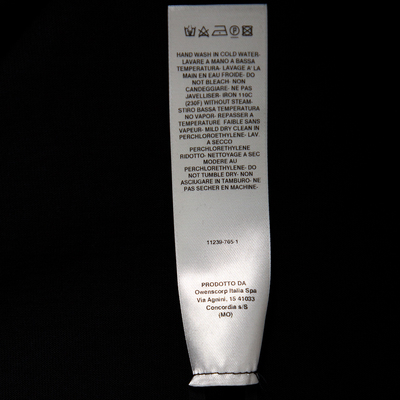 HAND WASH IN COLD WATER-
LAVARE A MANO A BASSA
TEMPERATURA- LAVAGE A LA
MAIN EN EAU FROIDE- DO
NOT BLEACH- NON
CANDEGGIARE- NE PAS
JAVELLISER- IRON 110C
(230F) WITHOUT STEAM-
STIRO BASSA TEMPERATURA
NO VAPOR- REPASSER A
TEMPERATURE FAIBLE SANS
VAPEUR- MILD DRY CLEAN IN
PERCHLOROETHYLENE- LAV
A SECCO
PERCHLORETHYLENE
RIDOTTO- NETTOYAGE A SEC
MODERE AU
PERCHLORETHYLENE- DO
NOT TUMBLE DRY- NON
ASCIUGARE IN TAMBURO- NE
PAS SECHER EN MACHINE-
11239-765-1
PRODOTTO DA
Owenscorp Italia Spa
Via Agnini, 15 41033
Concordia s/S
(MO)